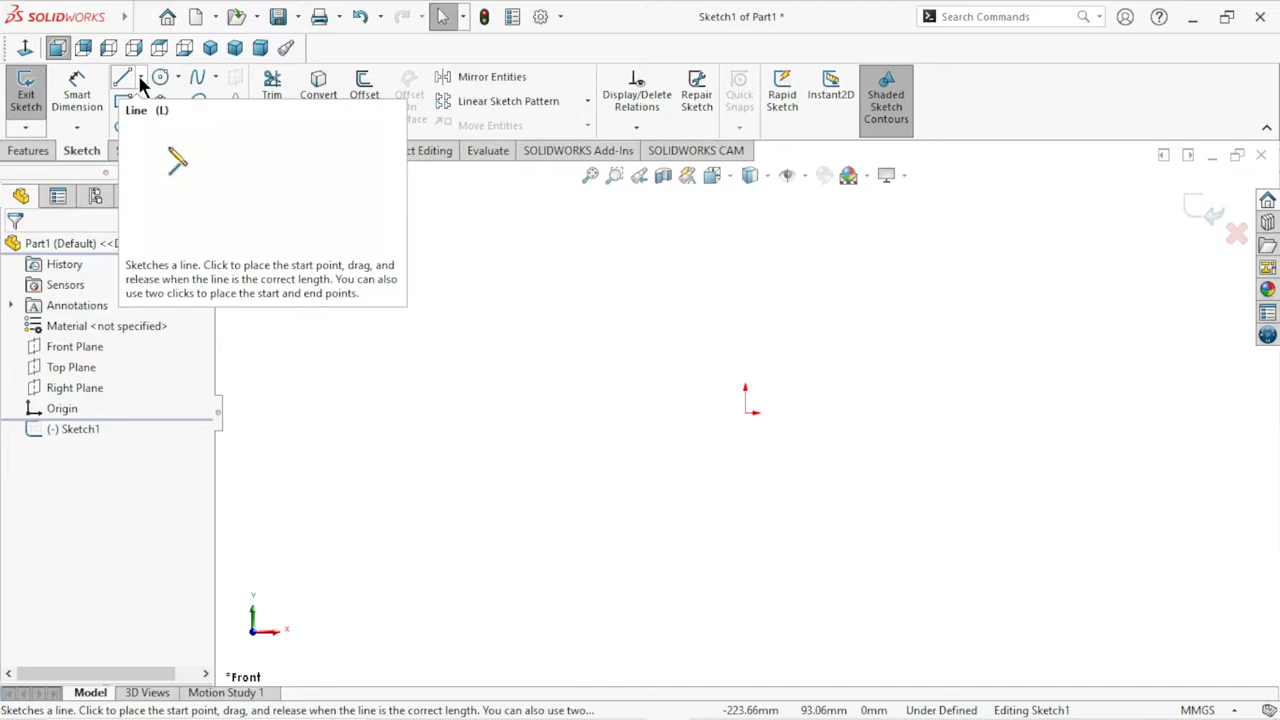 SOLIDWORKS
Sketch1 of Part1 *
Search Commands
Exit
Sketch
Smart
Dimension
Trim
Convert
Offset
Mirror Entities
Linear Sketch Pattern
Move Entities
Display/Delete
Relations
Repair
Sketch
Quick
Snaps
Rapid
Sketch
Instant2D
Shaded
Sketch
Contours
Line (L)
Sketches a line. Click to place the start point, drag, and
release when the line is the correct length. You can also
use two clicks to place the start and end points.
Features
Sketch
Editing
Evaluate
SOLIDWORKS Add-Ins
SOLIDWORKS CAM
Part1 (Default) <<D
History
Sensors
Annotations
Material <not specified>
Front Plane
Top Plane
Right Plane
Origin
(-) Sketch1
Y
X
*Front
Model
3D Views
Motion Study 1
Sketches a line. Click to place the start point, drag, and release when the line is the correct length. You can also use two...
-223.66mm
93.06mm
0mm
Under Defined
Editing Sketch1
MMGS